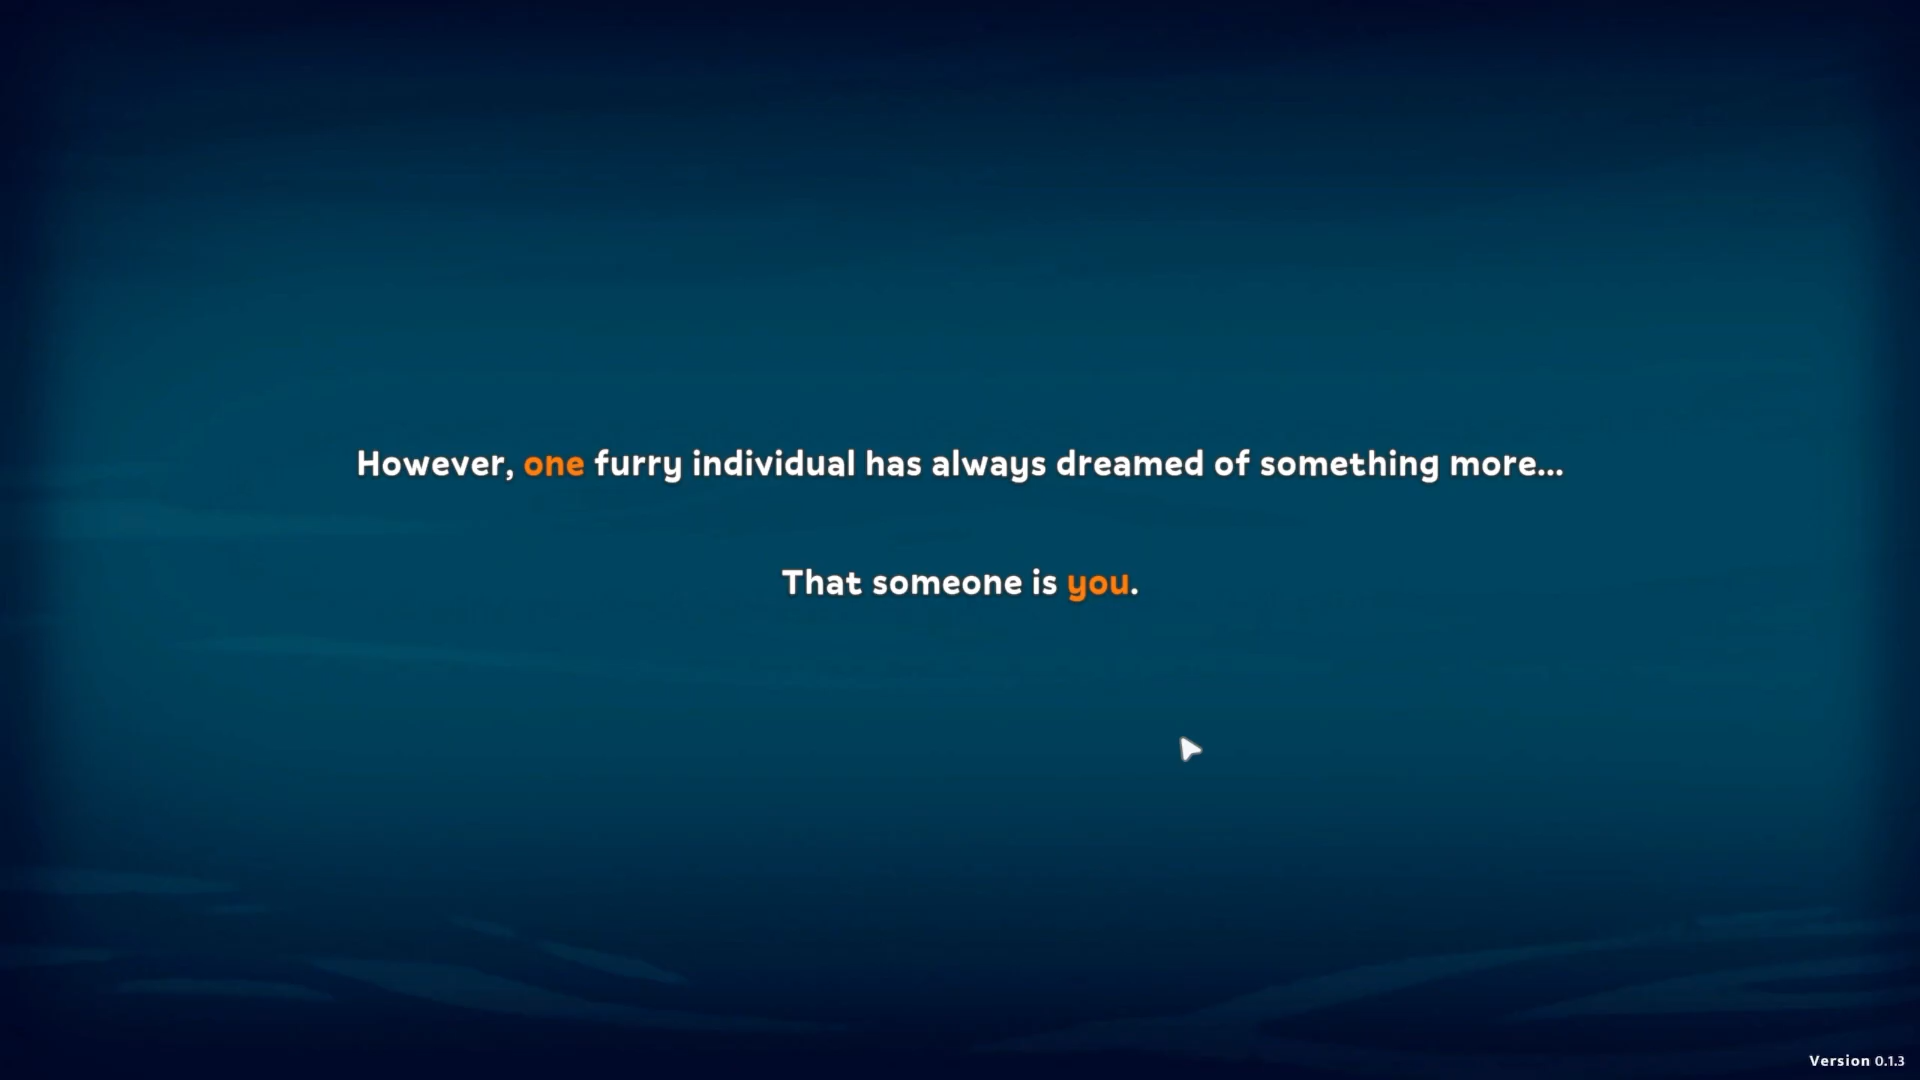 However, one furry individual has always dreamed of something more...
That someone is you.
Version 0.1.3